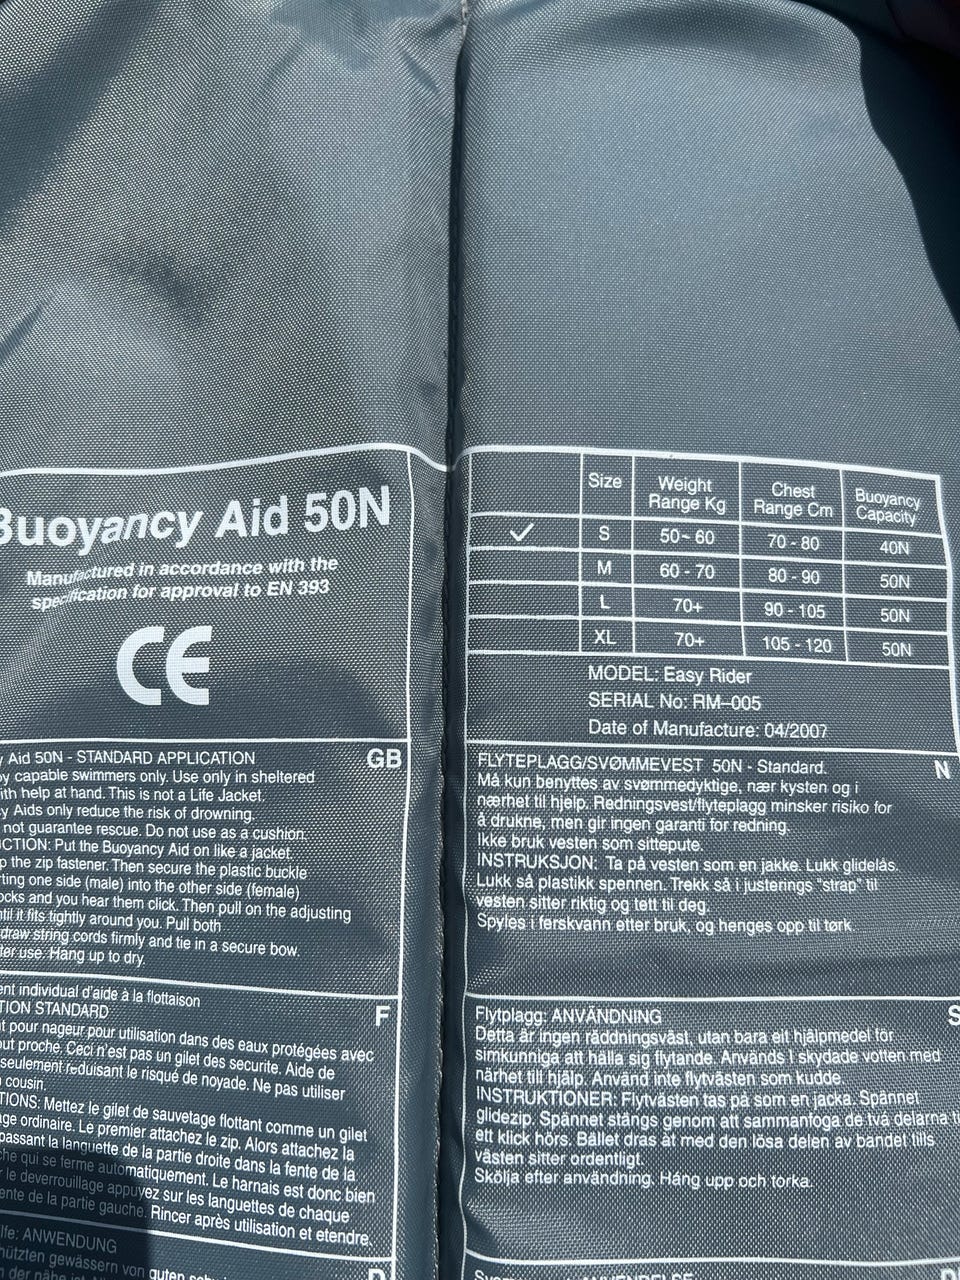 Buoyancy Aid 50N
Manufactured in accordance with the
specification for approval to EN 393
CE
Aid 50N - STANDARD APPLICATION GB
capable swimmers only. Use only in sheltered
help at hand. This is not a Life Jacket.
Aids only reduce the risk of drowning.
not guarantee rescue. Do not use as a cushion.
Put the Buoyancy Aid on like a jacket.
the zip fastener. Then secure the plastic buckle
one side (male) into the other side (female)
and you hear them click. Then pull on the adjusting
it fits tightly around you. Pull both
draw string cords firmly and tie in a secure bow.
use. Hang up to dry.
individual d'aide à la flottaison F
STANDARD
pour nageur pour utilisation dans des eaux protégées avec
proche. Ceci n'est pas un gilet des securite. Aide de
seulement reduisant le risque de noyade. Ne pas utiliser
cousin.
Mettez le gilet de sauvetage flottant comme un gilet
ordinaire. Le premier attachez le zip. Alors attachez la
passant la languette de la partie droite dans la fente de la
qui se ferme automatiquement. Le harnais est donc bien
le deverrouillage appuyez sur les languettes de chaque
de la partie gauche. Rincer après utilisation et etendre.
ANWENDUNG D
gewässern von guten
der nähe
Size Weight Range Kg Chest Range Cm Buoyancy Capacity
✓ S 50-60 70 - 80 40N
M 60 - 70 80 - 90 50N
L 70+ 90 - 105 50N
XL 70+ 105 - 120 50N
MODEL: Easy Rider
SERIAL No: RM–005
Date of Manufacture: 04/2007
FLYTEPLAGG/SVØMMEVEST 50N - Standard. N
Må kun benyttes av svømmedyktige, nær kysten og i
nærhet til hjelp. Redningsvest/flyteplagg minsker risiko for
å drukne, men gir ingen garanti for redning.
Ikke bruk vesten som sittepute.
INSTRUKSJON: Ta på vesten som en jakke. Lukk glidelås.
Lukk så plastikk spennen. Trekk så i justerings "strap" til
vesten sitter riktig og tett til deg.
Spyles i ferskvann etter bruk, og henges opp til tørk.
Flytplagg: ANVÄNDNING S
Detta är ingen räddningsväst, utan bara eit hjälpmedel för
simkunniga att hålla sig flytande. Används I skydade votten med
närhet till hjälp. Använd inte flytvästen som kudde.
INSTRUKTIONER: Flytvästen tas på som en jacka. Spännet
glidezip. Spännet stängs genom att sammanfoga de två delarna
ett klick hörs. Bältet dras åt med den lösa delen av bandet tills
västen sitter ordentligt.
Skölja efter användning. Häng upp och torka.